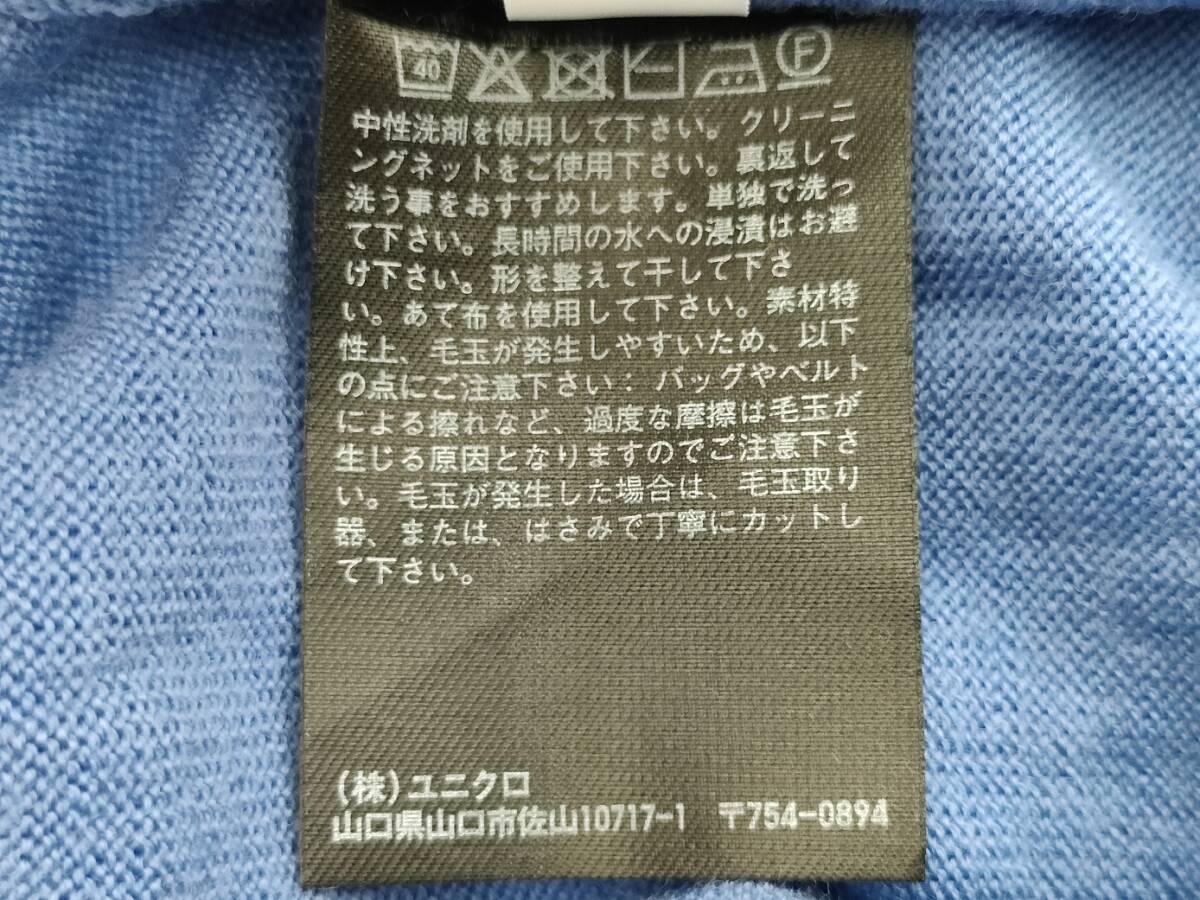 40 F
中性洗剤を使用して下さい。クリーニ
ングネットをご使用下さい。裏返して
洗う事をおすすめします。単独で洗っ
て下さい。長時間の水への浸漬はお避
け下さい。形を整えて干して下さ
い。あて布を使用して下さい。素材特
性上、毛玉が発生しやすいため、以下
の点にご注意下さい: バッグやベルト
による擦れなど、過度な摩擦は毛玉が
生じる原因となりますのでご注意下さ
い。毛玉が発生した場合は、毛玉取り
器、または、はさみで丁寧にカットし
て下さい。
(株)ユニクロ
山口県山口市佐山10717-1 〒754-0894